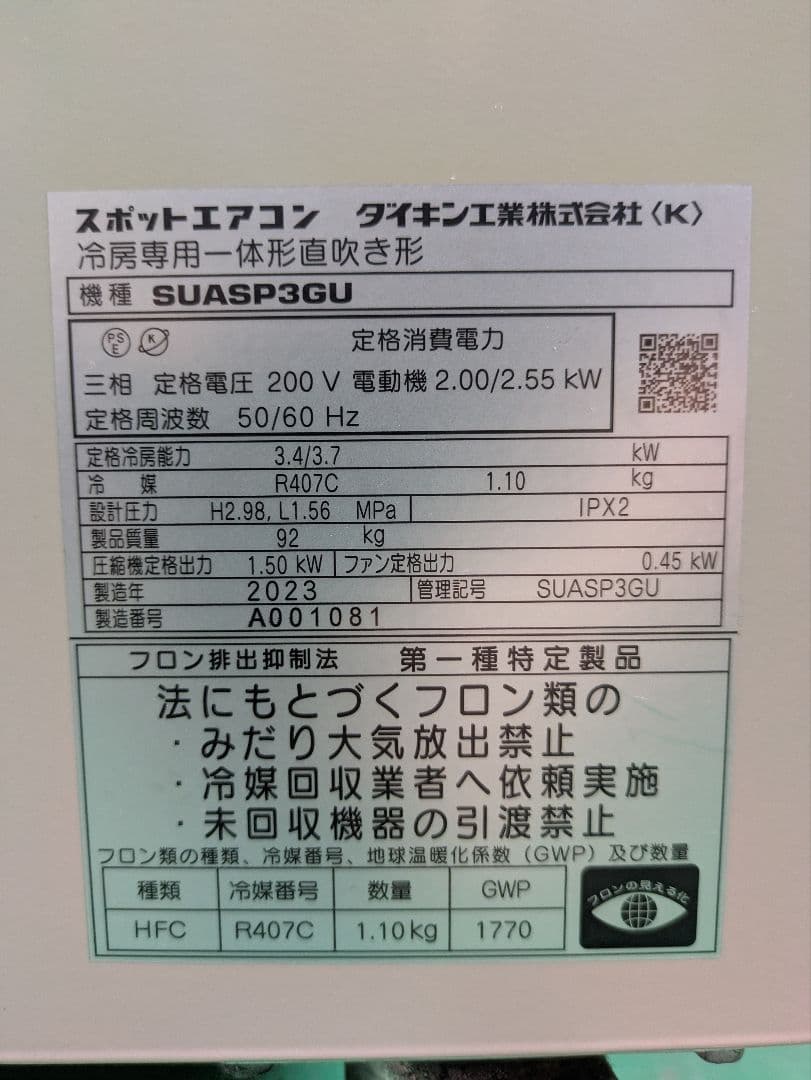 スポットエアコン ダイキン工業株式会社〈K〉
冷房専用一体形直吹き形
機種 SUASP3GU
PS E K 定格消費電力
三相 定格電圧 200 V 電動機 2.00/2.55 kW
定格周波数 50/60 Hz
定格冷房能力 3.4/3.7 kW
冷媒 R407C 1.10 kg
設計圧力 H2.98, L1.56 MPa IPX2
製品質量 92 kg
圧縮機定格出力 1.50 kW ファン定格出力 0.45 kW
製造年 2023 管理記号 SUASP3GU
製造番号 A001081
フロン排出抑制法 第一種特定製品
法にもとづくフロン類の
・みだり大気放出禁止
・冷媒回収業者へ依頼実施
・未回収機器の引渡禁止
フロン類の種類、冷媒番号、地球温暖化係数（GWP）及び数量
種類 冷媒番号 数量 GWP
HFC R407C 1.10kg 1770
フロンの見える化